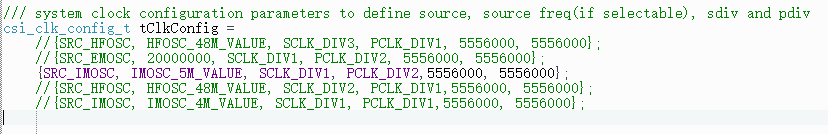 /// system clock configuration parameters to define source, source freq(if selectable), sdiv and pdiv
csi_clk_config_t tClkConfig =
//{SRC_HFOSC, HFOSC_48M_VALUE, SCLK_DIV3, PCLK_DIV1, 5556000, 5556000};
//{SRC_EMOSC, 20000000, SCLK_DIV1, PCLK_DIV2, 5556000, 5556000};
{SRC_IMOSC, IMOSC_5M_VALUE, SCLK_DIV1, PCLK_DIV2,5556000, 5556000};
//{SRC_HFOSC, HFOSC_48M_VALUE, SCLK_DIV2, PCLK_DIV1,5556000, 5556000};
//{SRC_IMOSC, IMOSC_4M_VALUE, SCLK_DIV1, PCLK_DIV1,5556000, 5556000};